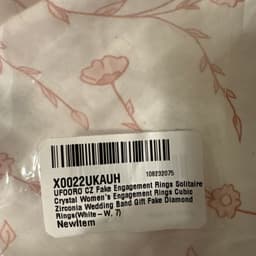 X0022UKAUH
108232075
UFOORO CZ Fake Engagement Rings Solitaire
Crystal Women's Engagement Rings Cubic
Zirconia Wedding Band Gift Fake Diamond
Rings(White-W, 7)
NewItem